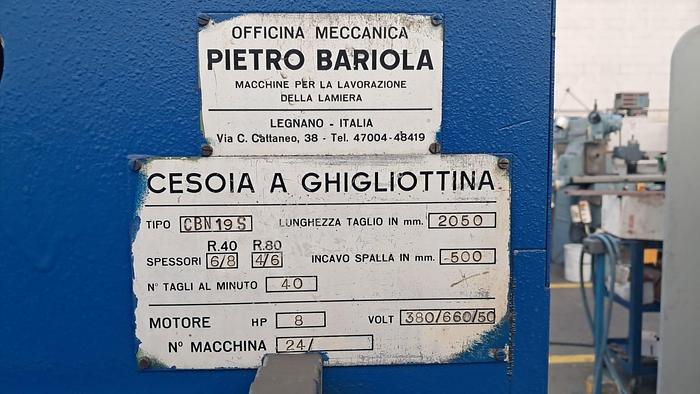 OFFICINA MECCANICA
PIETRO BARIOLA
MACCHINE PER LA LAVORAZIONE
DELLA LAMIERA
LEGNANO - ITALIA
Via C. Cattaneo, 38 - Tel. 47004-48419
CESOIA A GHIGLIOTTINA
TIPO CBN 19 S LUNGHEZZA TAGLIO IN mm. 2050
R.40 R.80
SPESSORI 6/8 4/6 INCAVO SPALLA IN mm. 500
N° TAGLI AL MINUTO 40
MOTORE HP 8 VOLT 380/660/50
N° MACCHINA 24/